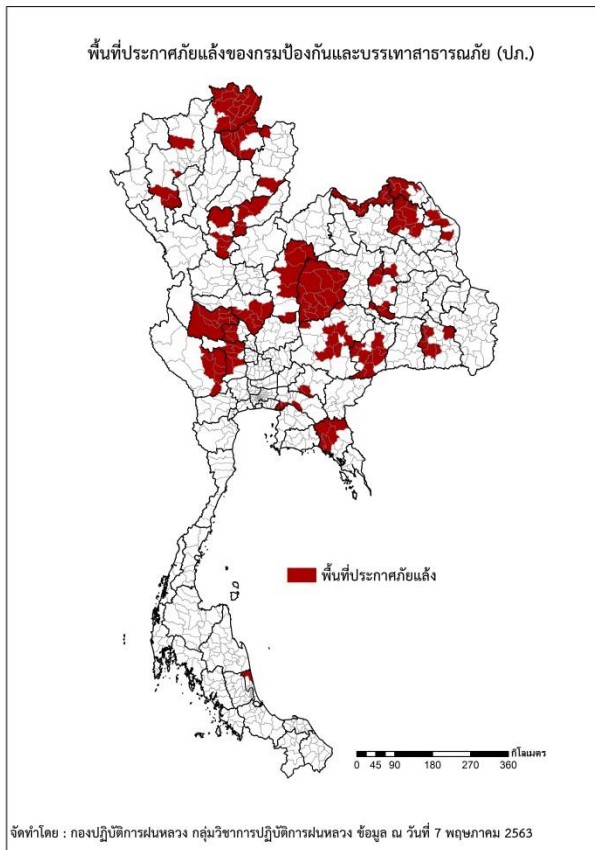 พื้นที่ประกาศภัยแล้งของกรมป้องกันและบรรเทาสาธารณภัย (ปภ.)
พื้นที่ประกาศภัยแล้ง
กิโลเมตร
0 45 90 180 270 360
จัดทำโดย : กองปฏิบัติการฝนหลวง กลุ่มวิชาการปฏิบัติการฝนหลวง ข้อมูล ณ วันที่ 7 พฤษภาคม 2563